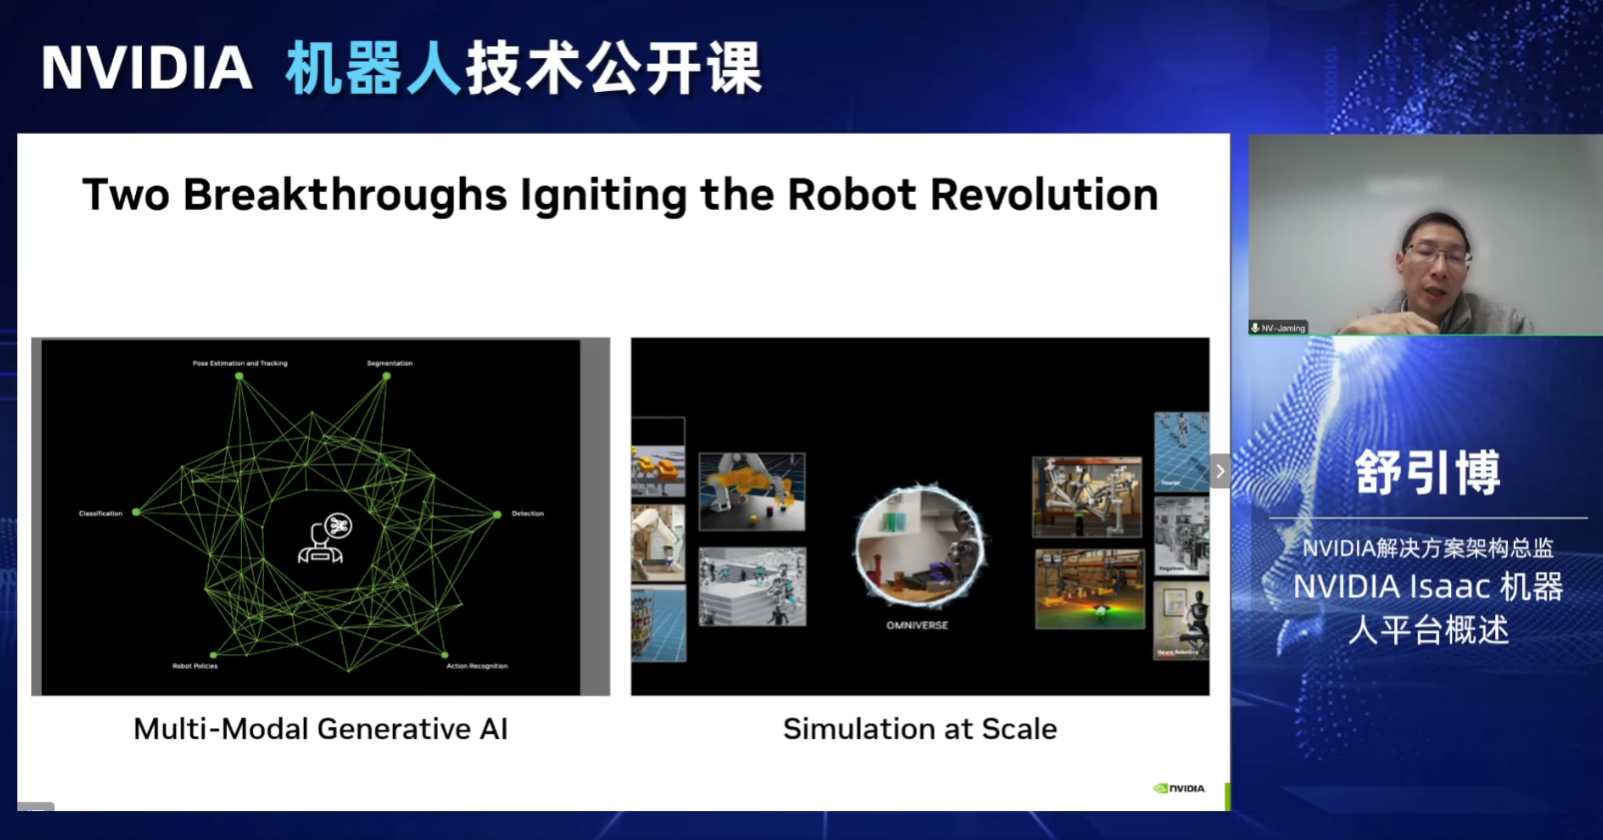 NVIDIA 机器人技术公开课
Two Breakthroughs Igniting the Robot Revolution
Pose Estimation and Tracking
Segmentation
Classification
Detection
Robot Policies
Action Recognition
OMNIVERSE
Fourier
Neura Robotics
Multi-Modal Generative AI
Simulation at Scale
NVIDIA.
NV-Jaming
舒引博
NVIDIA解决方案架构总监
NVIDIA Isaac 机器
人平台概述